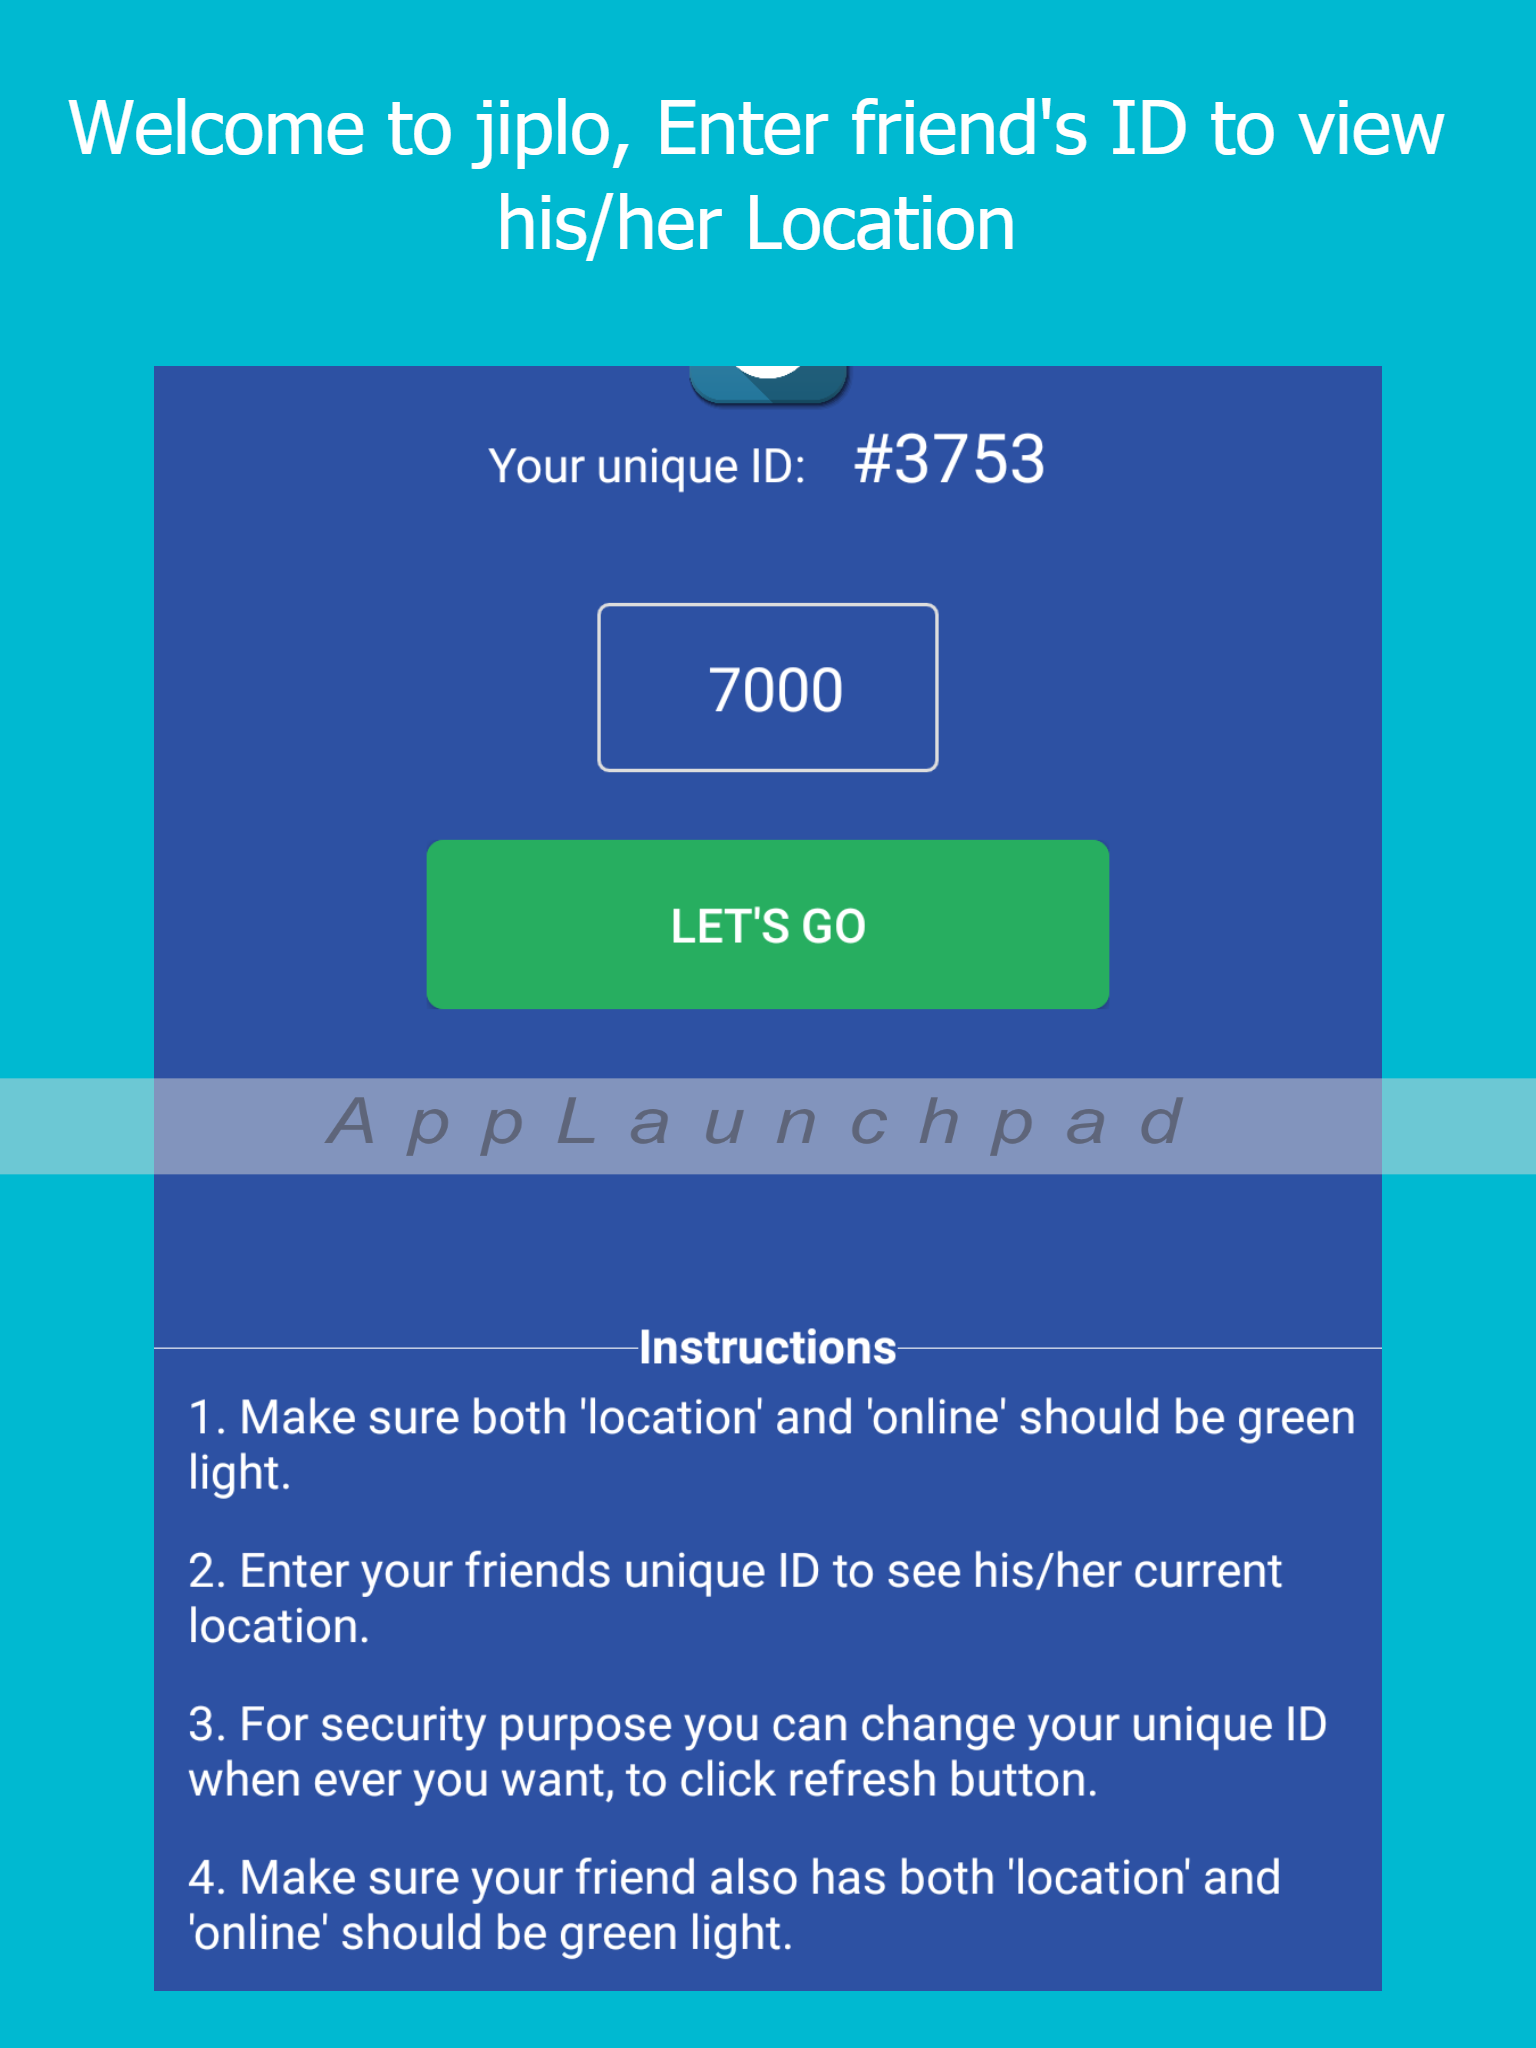 Welcome to jiplo, Enter friend's ID to view
his/her Location
Your unique ID: #3753
7000
LET'S GO
AppLaunchpad
Instructions
1. Make sure both 'location' and 'online' should be green
light.
2. Enter your friends unique ID to see his/her current
location.
3. For security purpose you can change your unique ID
when ever you want, to click refresh button.
4. Make sure your friend also has both 'location' and
'online' should be green light.